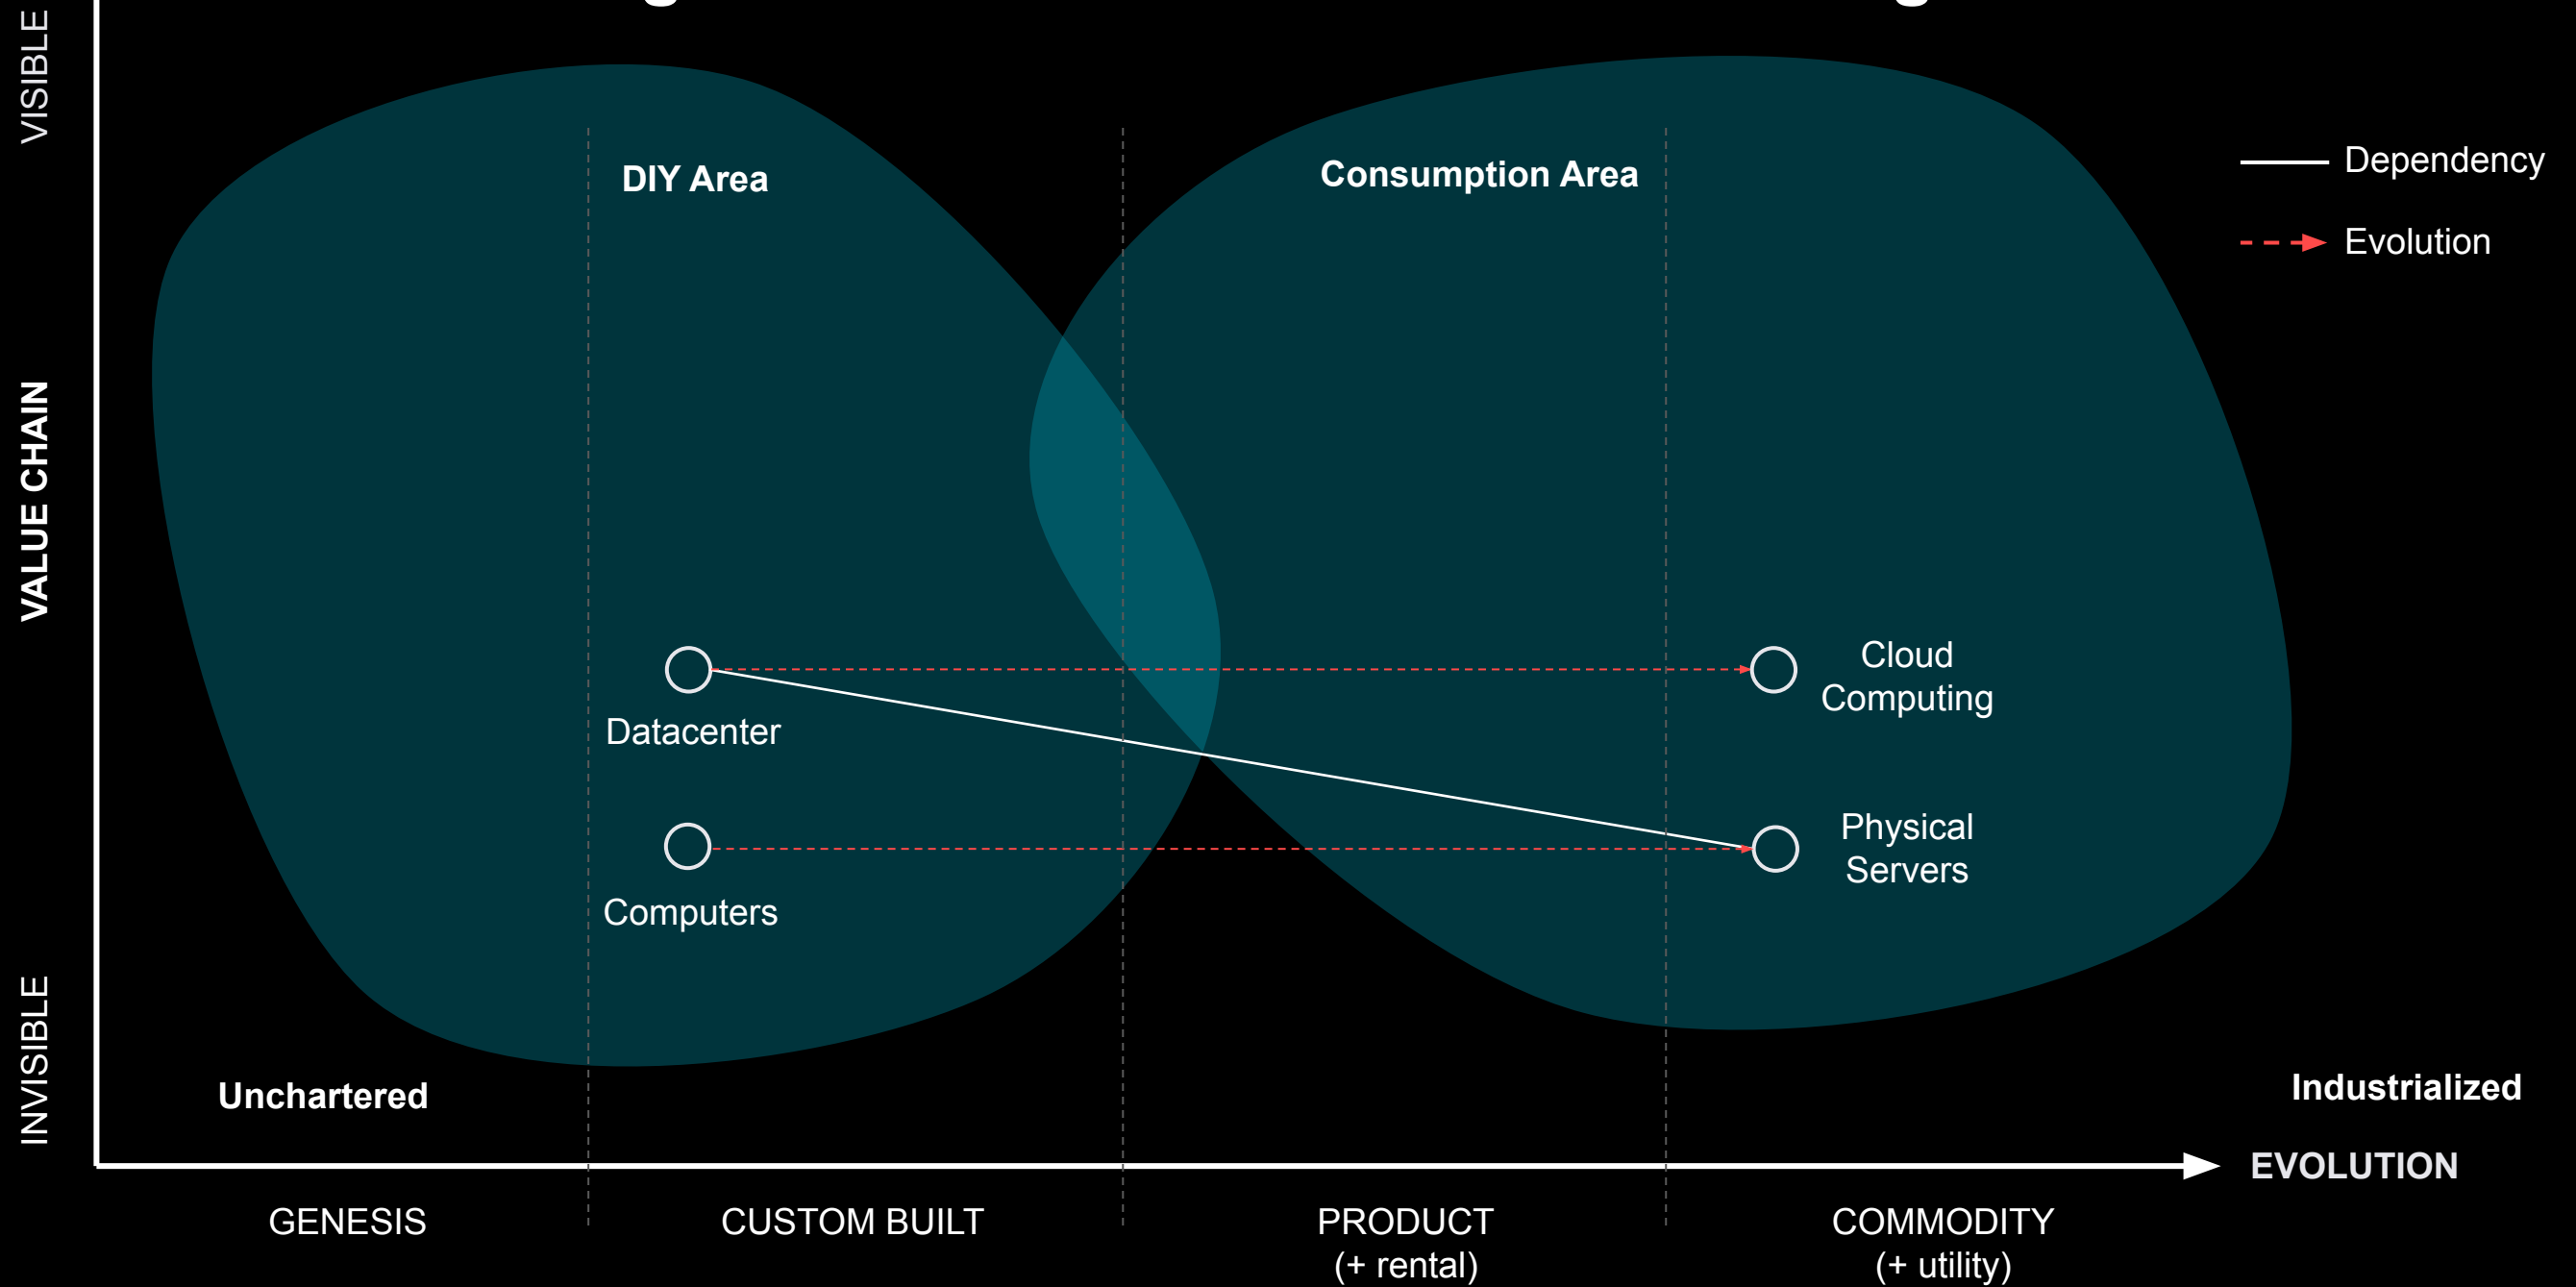 VISIBLE
DIY Area
Consumption Area
Dependency
Evolution
VALUE CHAIN
Cloud
Computing
Datacenter
Physical
Servers
Computers
INVISIBLE
Unchartered
Industrialized
EVOLUTION
GENESIS
CUSTOM BUILT
PRODUCT
(+ rental)
COMMODITY
(+ utility)